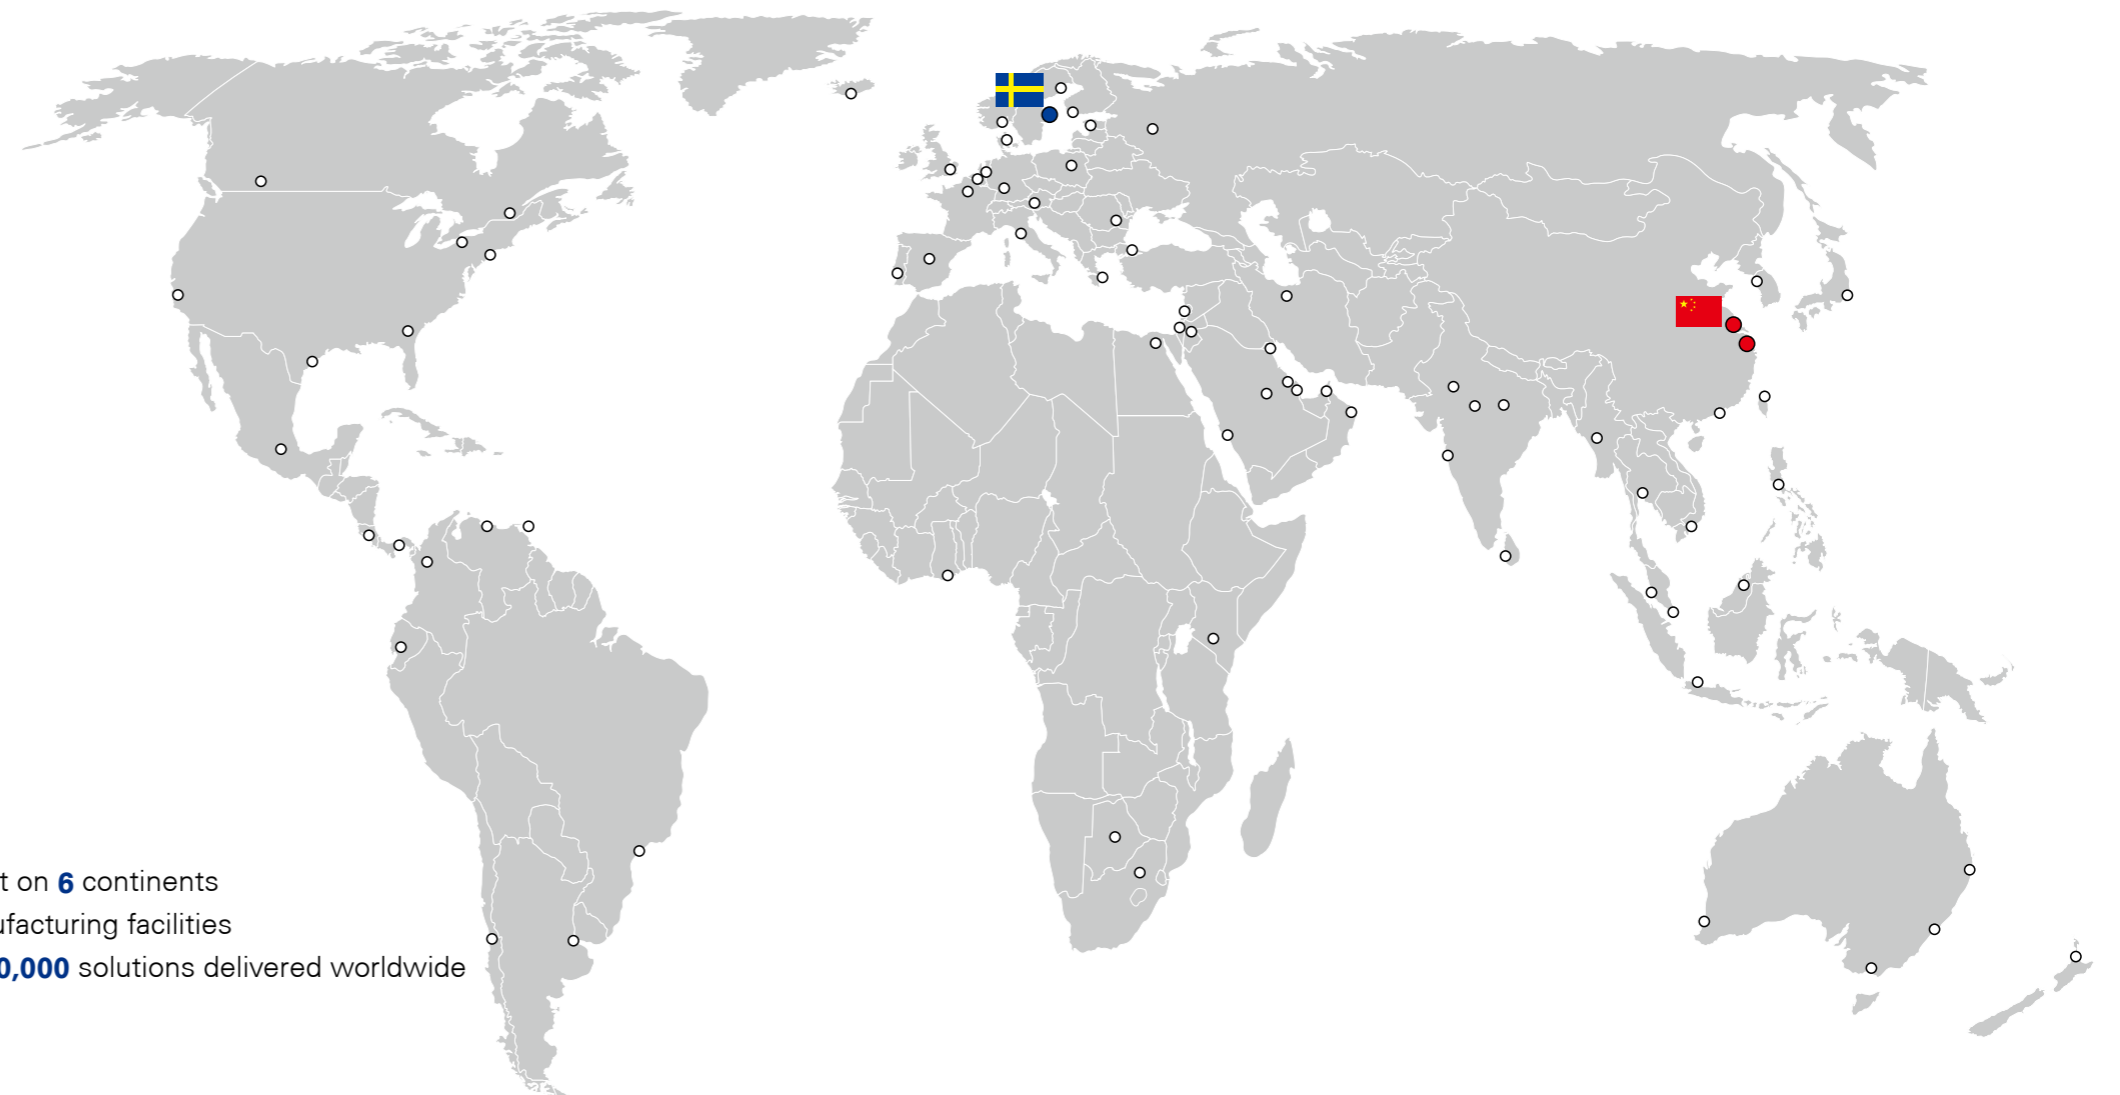 t on 6 continents
ufacturing facilities
0,000 solutions delivered worldwide